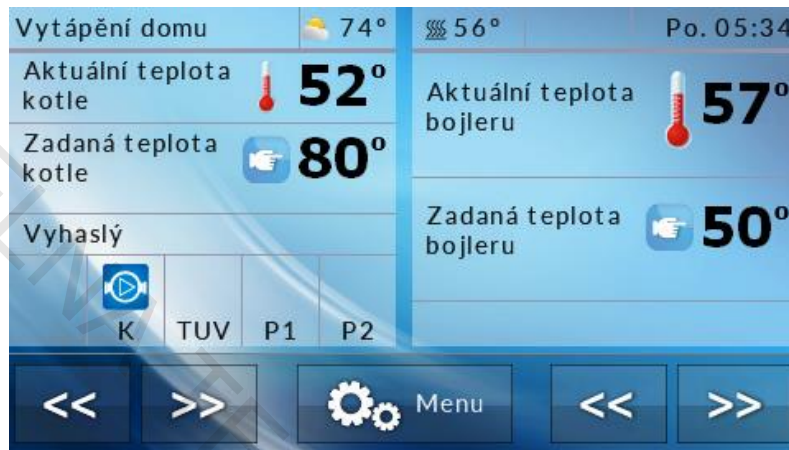 Vytápění domu 74° 56° Po. 05:34
Aktuální teplota
kotle
52°
Zadaná teplota
kotle
80°
Vyhaslý
K TUV P1 P2
Aktuální teplota
bojleru
57°
Zadaná teplota
bojleru
50°
<< >> Menu << >>